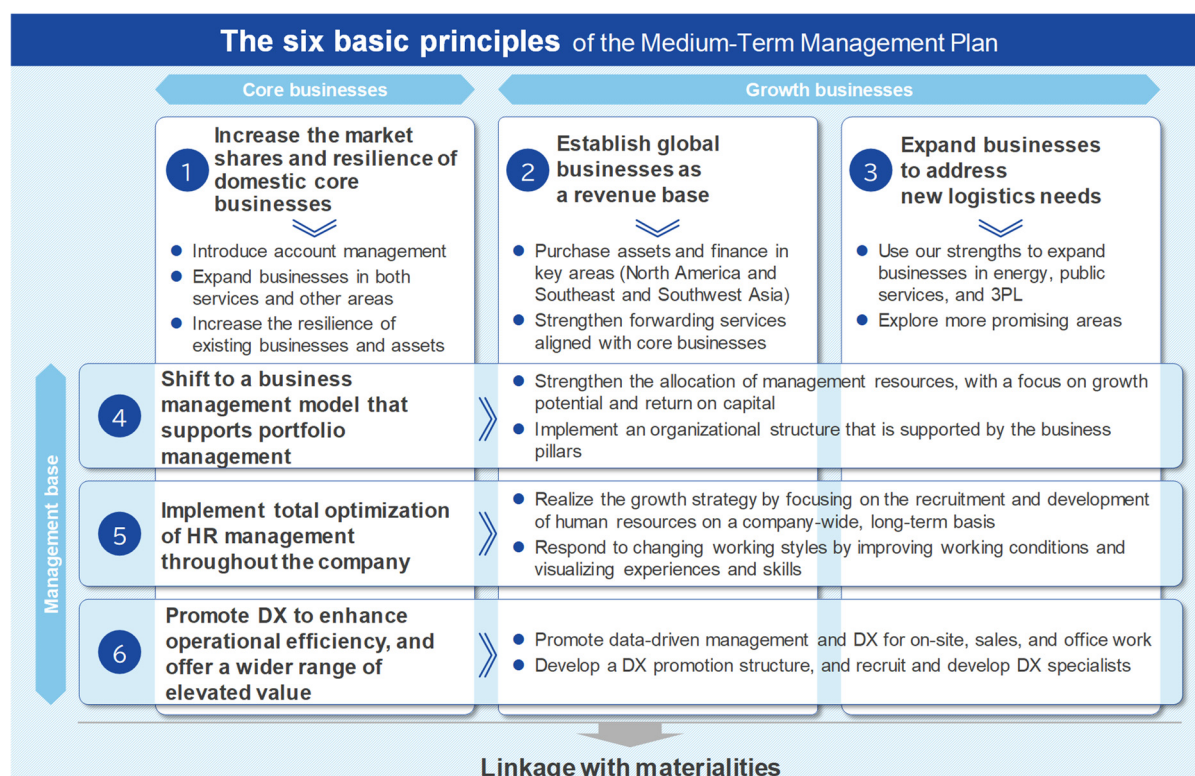 The six basic principles of the Medium-Term Management Plan
Core businesses
Growth businesses
1
Increase the market
shares and resilience of
domestic core
businesses
Introduce account management
Expand businesses in both
services and other areas
Increase the resilience of
existing businesses and assets
2
Establish global
businesses as
a revenue base
Purchase assets and finance in
key areas (North America and
Southeast and Southwest Asia)
Strengthen forwarding services
aligned with core businesses
3
Expand businesses
to address
new logistics needs
Use our strengths to expand
businesses in energy, public
services, and 3PL
Explore more promising areas
Management base
4
Shift to a business
management model that
supports portfolio
management
Strengthen the allocation of management resources, with a focus on growth
potential and return on capital
Implement an organizational structure that is supported by the business
pillars
5
Implement total optimization
of HR management
throughout the company
Realize the growth strategy by focusing on the recruitment and development
of human resources on a company-wide, long-term basis
Respond to changing working styles by improving working conditions and
visualizing experiences and skills
6
Promote DX to enhance
operational efficiency, and
offer a wider range of
elevated value
Promote data-driven management and DX for on-site, sales, and office work
Develop a DX promotion structure, and recruit and develop DX specialists
Linkage with materialities